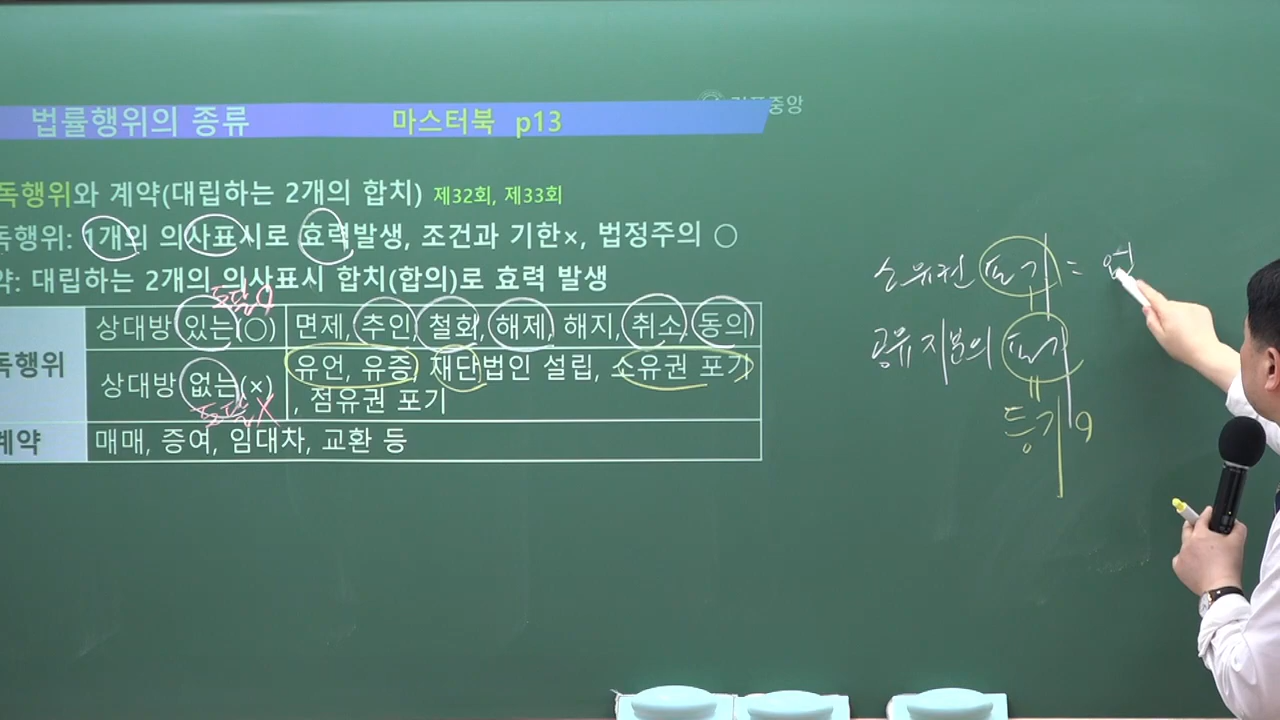 중앙
법률행위의 종류 마스터북 p13
독행위와 계약(대립하는 2개의 합치) 제32회, 제33회
독행위: 1개의 의사표시로 효력발생, 조건과 기한×, 법정주의 ○
약: 대립하는 2개의 의사표시 합치(합의)로 효력 발생
도달
독행위
상대방 있는(○) 면제, 추인, 철회, 해제, 해지, 취소, 동의
상대방 없는(×) 유언, 유증, 재단법인 설립, 소유권 포기
, 점유권 포기
도달 X
계약 매매, 증여, 임대차, 교환 등
소유권 포기 =
공유지분의 포기
=
등기